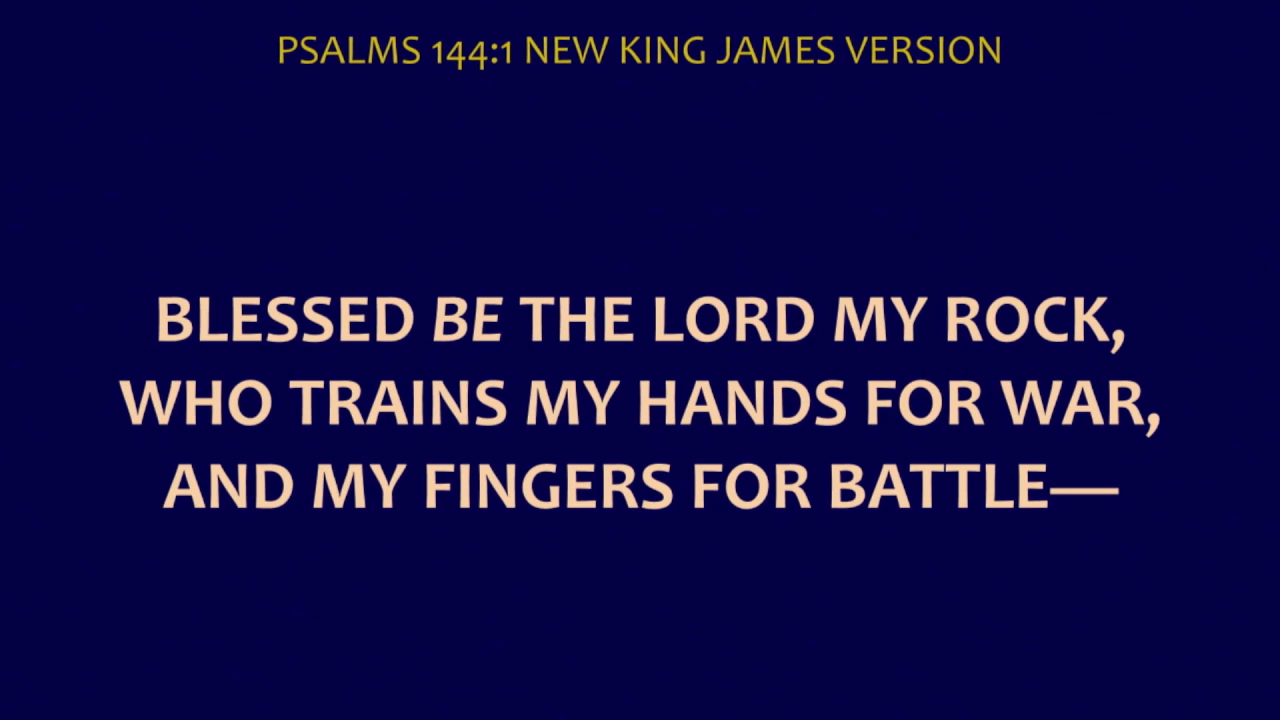 PSALMS 144:1 NEW KING JAMES VERSION
BLESSED BE THE LORD MY ROCK,
WHO TRAINS MY HANDS FOR WAR,
AND MY FINGERS FOR BATTLE—